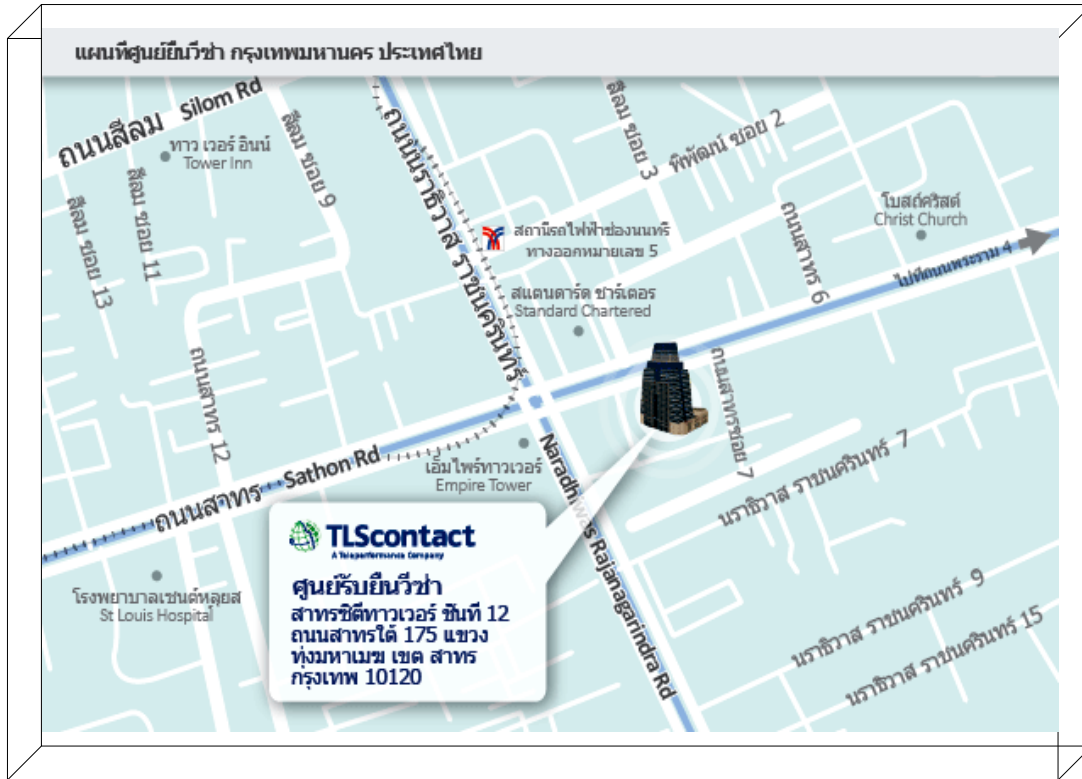 แผนที่ศูนย์ยื่นวีซ่า กรุงเทพมหานคร ประเทศไทย
ถนนสีลม Silom Rd
ทาว เวอร์ อินน์
Tower Inn
สีลม ซอย 9
สีลม ซอย 11
สีลม ซอย 13
ถนนนราธิวาส ราชนครินทร์
สีลม ซอย 3
พิพัฒน์ ซอย 2
สถานีรถไฟฟ้าช่องนนทรี
ทางออกหมายเลข 5
โบสถ์คริสต์
Christ Church
ถนนสาทร 6
ไปที่ถนนพระราม 4
สแตนดาร์ด ชาร์เตอร
Standard Chartered
ถนนสาทร 12
ถนนสาทรซอย 7
ถนนสาทร Sathon Rd
เอ็มไพร์ทาวเวอร์
Empire Tower
Naradhiwas Rajanagarindra Rd
นราธิวาส ราชนครินทร์ 7
TLScontact
A Teleperformance Company
ศูนย์รับยื่นวีซ่า
สาทรซิตีทาวเวอร์ ชั้นที่ 12
ถนนสาทรใต้ 175 แขวง
ทุ่งมหาเมฆ เขต สาทร
กรุงเทพ 10120
โรงพยาบาลเซนต์หลุยส
St Louis Hospital
นราธิวาส ราชนครินทร์ 9
นราธิวาส ราชนครินทร์ 15